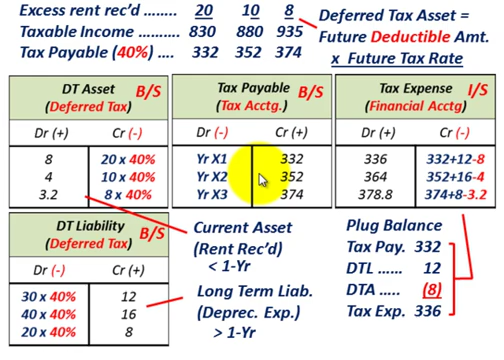 Excess rent rec'd ........ 20 10 8
Taxable Income ........... 830 880 935
Tax Payable (40%) .... 332 352 374
Deferred Tax Asset =
Future Deductible Amt.
x Future Tax Rate
DT Asset B/S
(Deferred Tax)
Dr (+) Cr (-)
8 20 x 40%
4 10 x 40%
3.2 8 x 40%
Tax Payable B/S
(Tax Acctg.)
Dr (-) Cr (+)
Yr X1 332
Yr X2 352
Yr X3 374
Tax Expense I/S
(Financial Acctg)
Dr (+) Cr (-)
336 332+12-8
364 352+16-4
378.8 374+8-3.2
DT Liability B/S
(Deferred Tax)
Dr (-) Cr (+)
30 x 40% 12
40 x 40% 16
20 x 40% 8
Current Asset
(Rent Rec'd)
< 1-Yr
Long Term Liab.
(Deprec. Exp.)
> 1-Yr
Plug Balance
Tax Pay. 332
DTL ...... 12
DTA ..... (8)
Tax Exp. 336